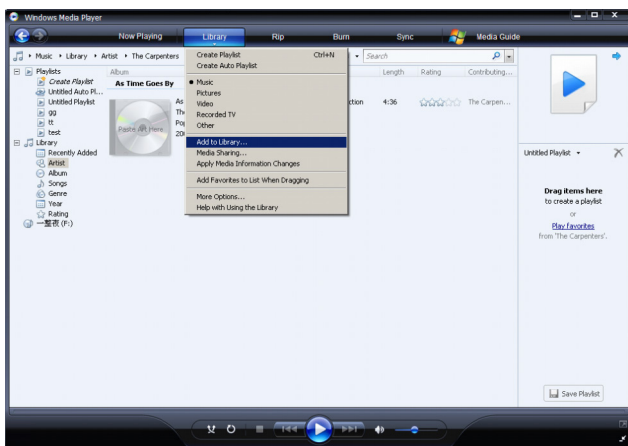 Windows Media Player
Now Playing
Library
Rip
Burn
Sync
Media Guide
Music Library Artist The Carpenters
Search
Playlists
Create Playlist
Untitled Auto Pl...
Untitled Playlist
gg
tt
test
Library
Recently Added
Artist
Album
Songs
Genre
Year
Rating
一整夜 (F:)
Album
As Time Goes By
Paste Art Here
As
The
Pop
200
Create Playlist Ctrl+N
Create Auto Playlist
Music
Pictures
Video
Recorded TV
Other
Add to Library...
Media Sharing...
Apply Media Information Changes
Add Favorites to List When Dragging
More Options...
Help with Using the Library
Length Rating Contributing...
ction 4:36 The Carpen...
Untitled Playlist
Drag items here
to create a playlist
or
Play favorites
from 'The Carpenters'.
Save Playlist